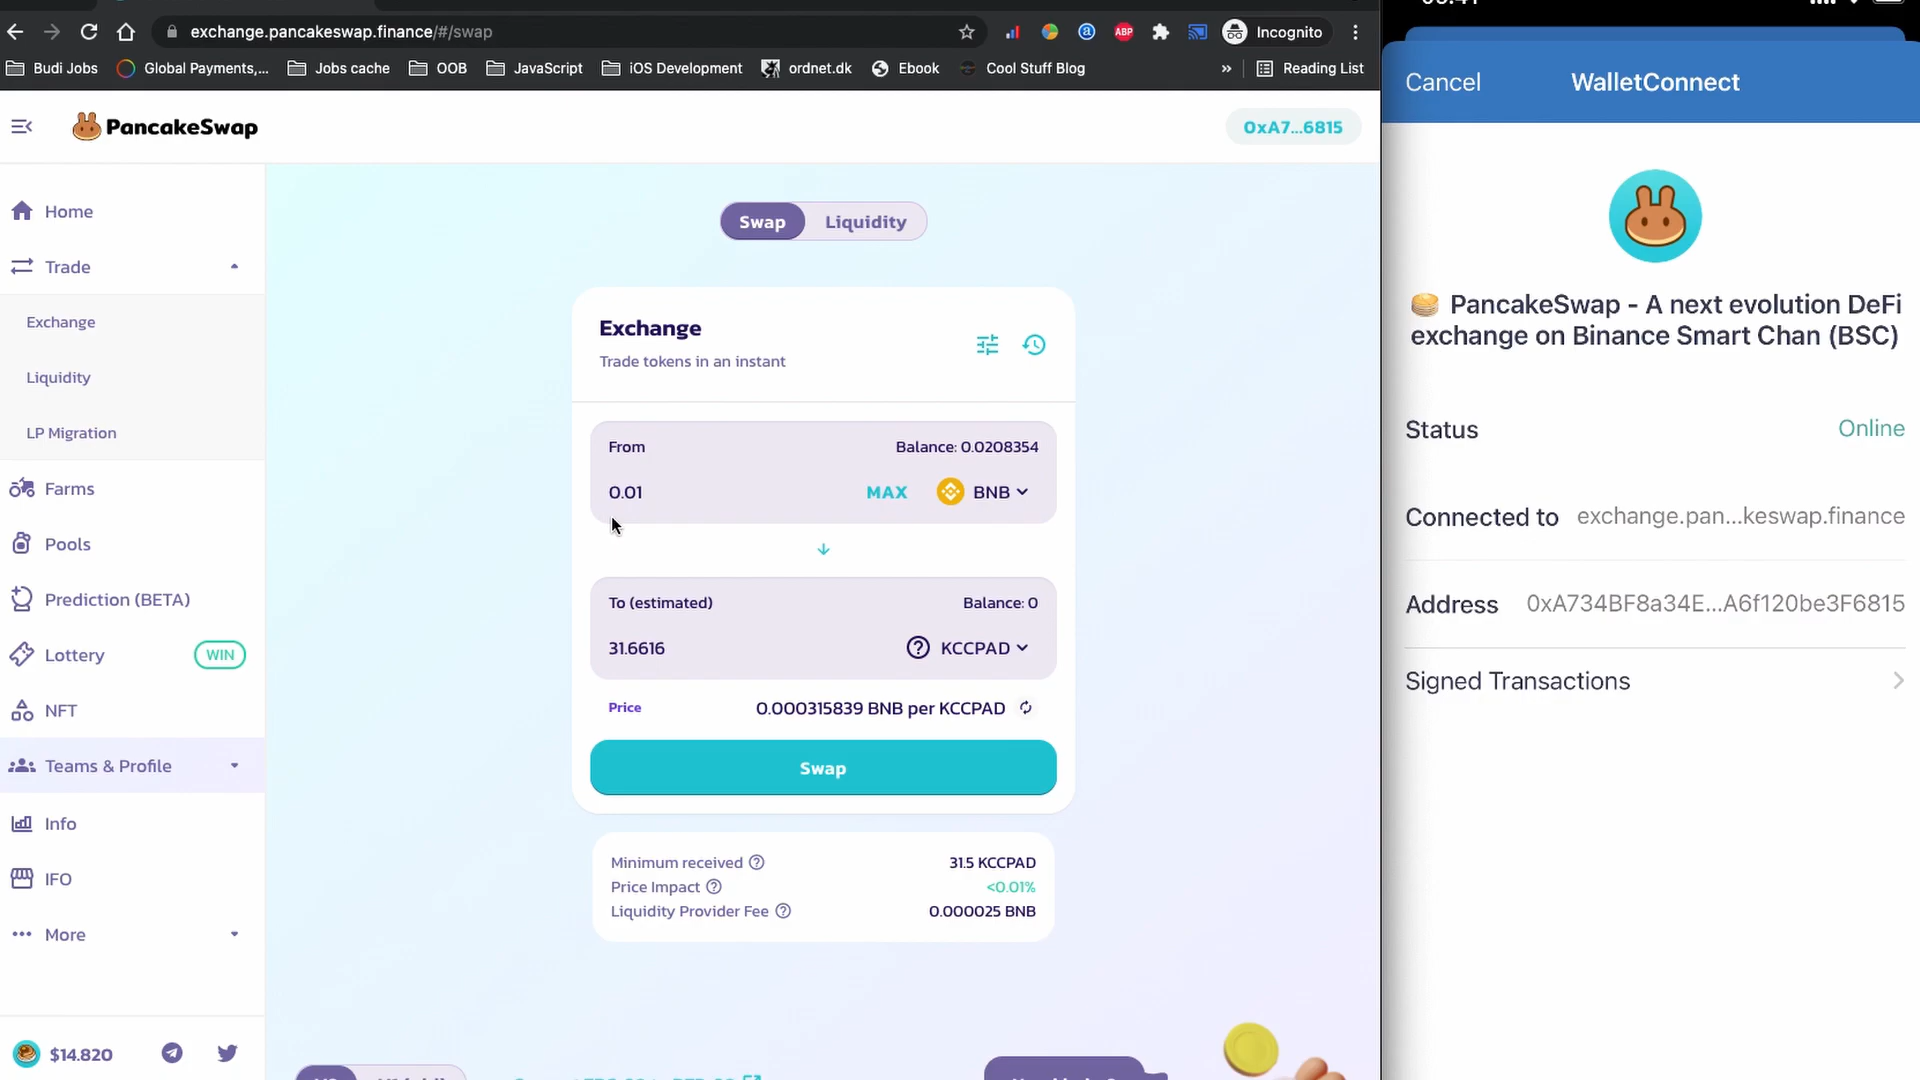 exchange.pancakeswap.finance/#/swap
ABP
Incognito
Budi Jobs
Global Payments,...
Jobs cache
OOB
JavaScript
iOS Development
ordnet.dk
Ebook
Cool Stuff Blog
»
Reading List
PancakeSwap
0xA7...6815
Home
Trade
Exchange
Liquidity
LP Migration
Farms
Pools
Prediction (BETA)
Lottery
WIN
NFT
Teams & Profile
Info
IFO
More
$14.820
Swap
Liquidity
Exchange
Trade tokens in an instant
From
Balance: 0.0208354
0.01
MAX
BNB
To (estimated)
Balance: 0
31.6616
KCCPAD
Price
0.000315839 BNB per KCCPAD
Swap
Minimum received
31.5 KCCPAD
Price Impact
<0.01%
Liquidity Provider Fee
0.000025 BNB
Cancel
WalletConnect
PancakeSwap - A next evolution DeFi
exchange on Binance Smart Chan (BSC)
Status
Online
Connected to
exchange.pan...keswap.finance
Address
0xA734BF8a34E...A6f120be3F6815
Signed Transactions